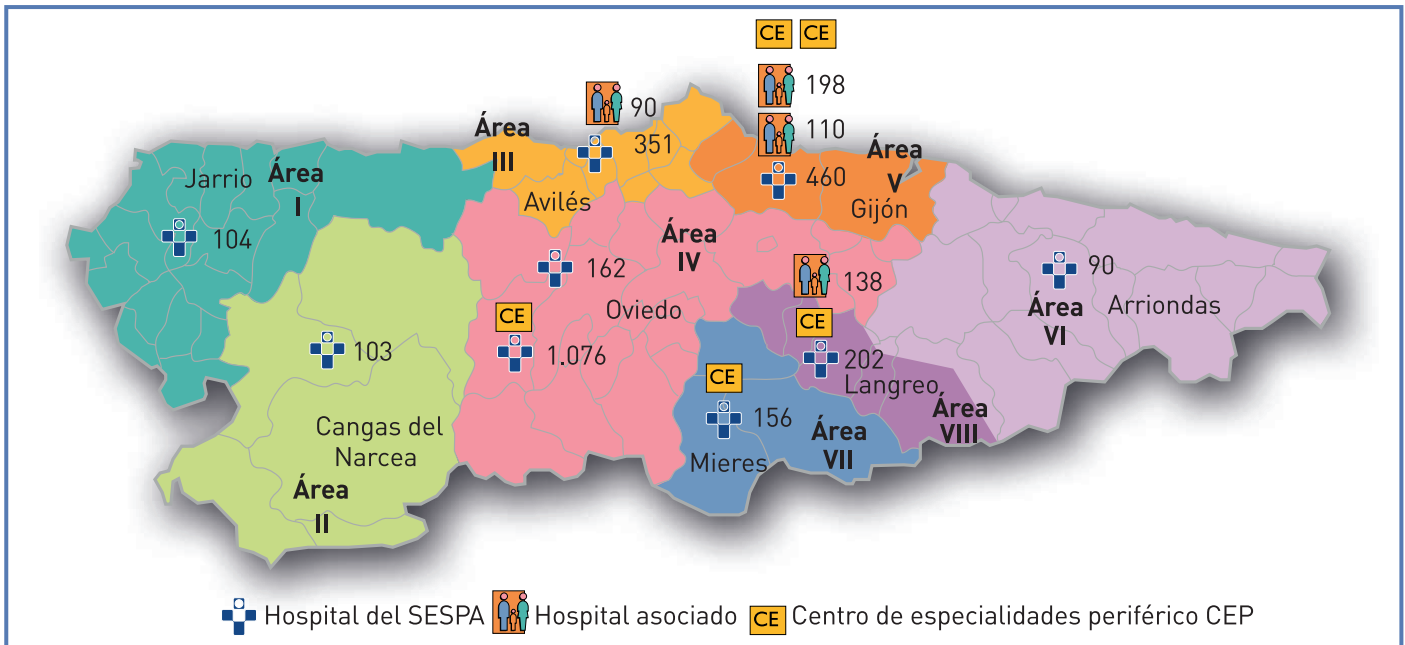 CE CE
198
110
90
351
Área
III
Área
V
460
Gijón
Jarrio
Área
I
104
Avilés
162
Área
IV
Oviedo
138
90
Área
VI
Arriondas
CE
1.076
CE
202
Langreo
Área
VIII
103
CE
156
Área
VII
Mieres
Cangas del
Narcea
Área
II
Hospital del SESPA Hospital asociado CE Centro de especialidades periférico CEP